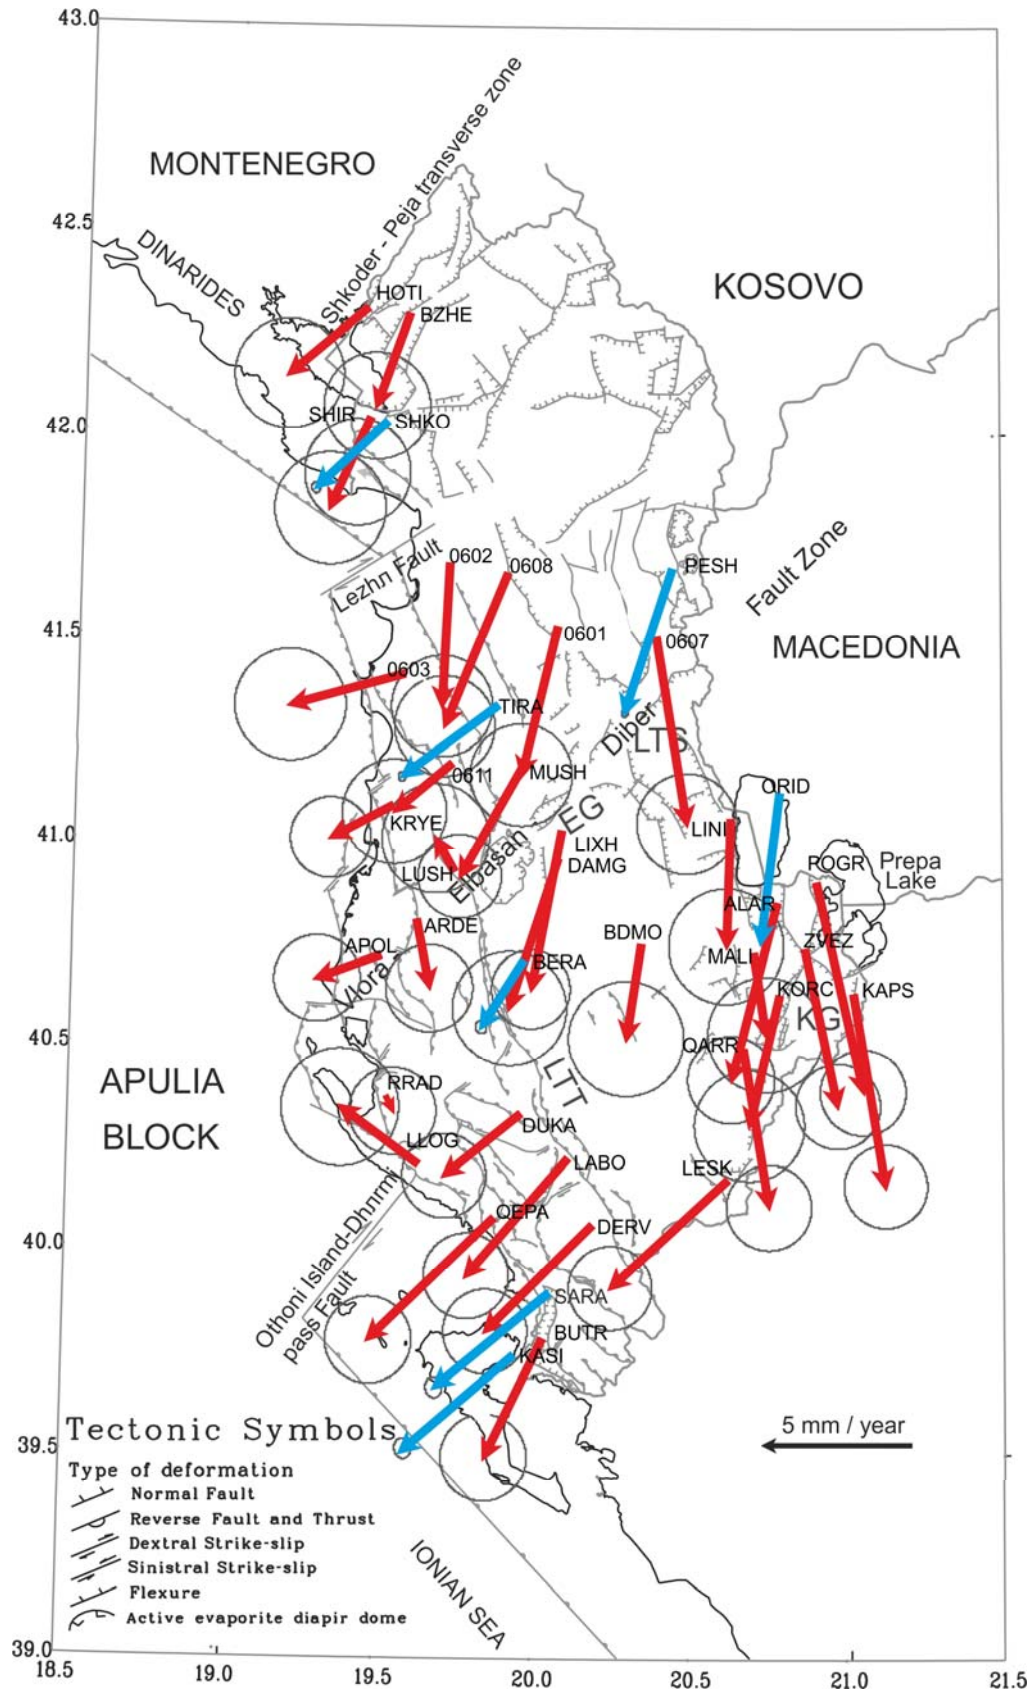 43.0
MONTENEGRO
Shkoder - Peja transverse zone
42.5
DINARIDES
KOSOVO
HOTI
BZHE
SHIR
SHKO
42.0
Lezhn Fault
0602
0608
PESH
Fault Zone
41.5
0601
0607
MACEDONIA
0603
TIRA
Diber
LTS
0611
MUSH
ORID
KRYE
EG
LINI
41.0
LIXH
POGR
Prepa
Lake
LUSH
Elbasan
DAMG
ALAR
ARDE
BDMO
ZVEZ
APOL
BERA
MALI
Vlora
KORC
KAPS
40.5
QARR
KG
APULIA
BLOCK
RRAD
LTT
LLOG
DUKA
LABO
LESK
QEPA
DERV
40.0
Othoni Island-Dhnrmi
pass Fault
SARA
BUTR
KASI
Tectonic Symbols
5 mm / year
39.5
Type of deformation
Normal Fault
Reverse Fault and Thrust
Dextral Strike-slip
Sinistral Strike-slip
Flexure
Active evaporite diapir dome
IONIAN SEA
39.0
18.5
19.0
19.5
20.0
20.5
21.0
21.5